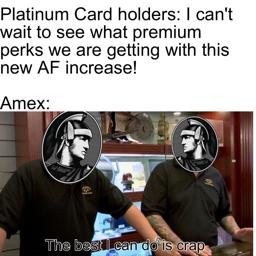 Platinum Card holders: I can't
wait to see what premium
perks we are getting with this
new AF increase!
Amex:
The best I can do is crap